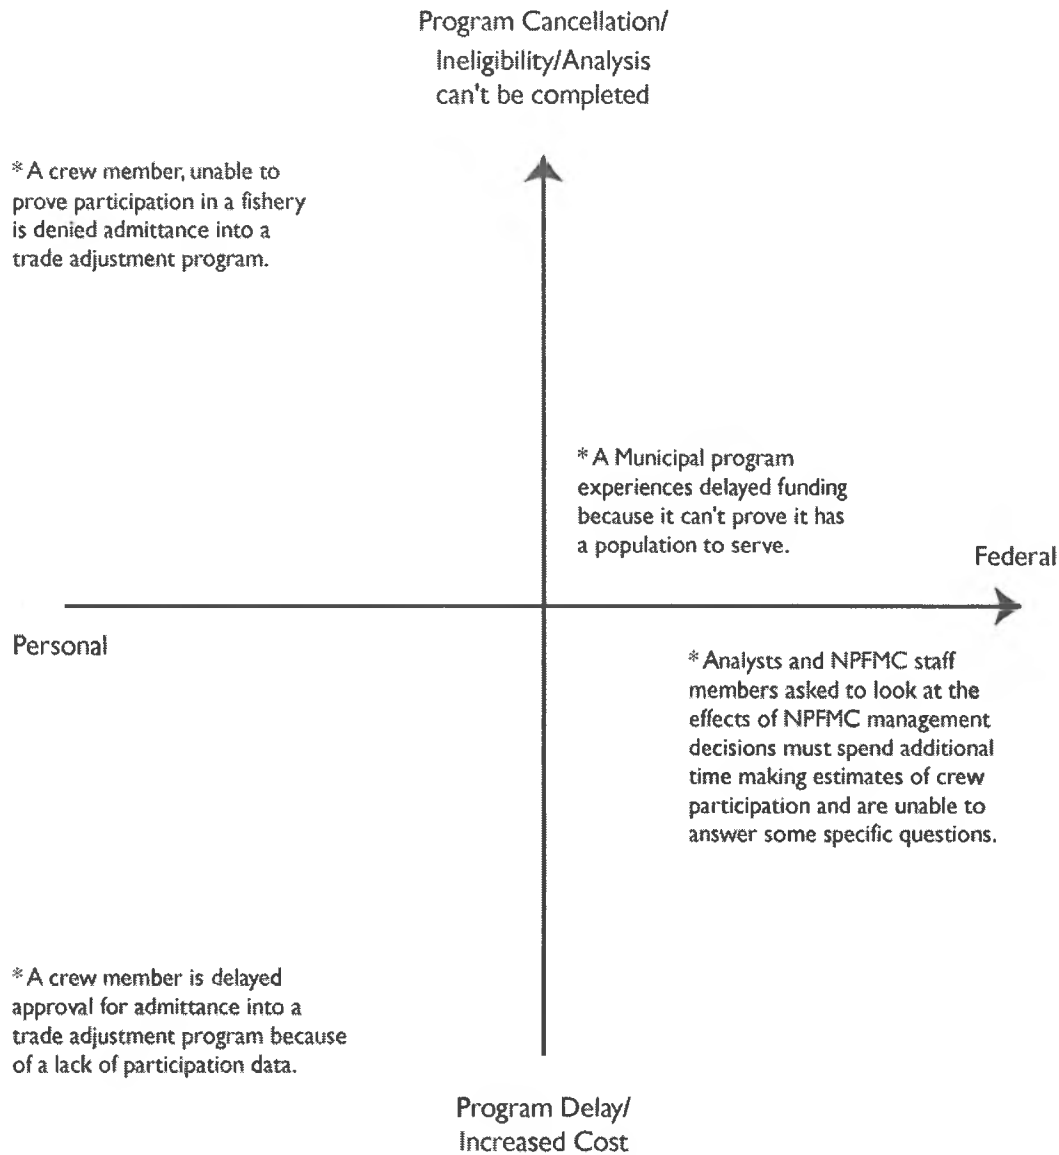 Program Cancellation/
Ineligibility/Analysis
can't be completed
* A crew member, unable to
prove participation in a fishery
is denied admittance into a
trade adjustment program.
* A Municipal program
experiences delayed funding
because it can't prove it has
a population to serve.
Federal
Personal
* Analysts and NPFMC staff
members asked to look at the
effects of NPFMC management
decisions must spend additional
time making estimates of crew
participation and are unable to
answer some specific questions.
* A crew member is delayed
approval for admittance into a
trade adjustment program because
of a lack of participation data.
Program Delay/
Increased Cost